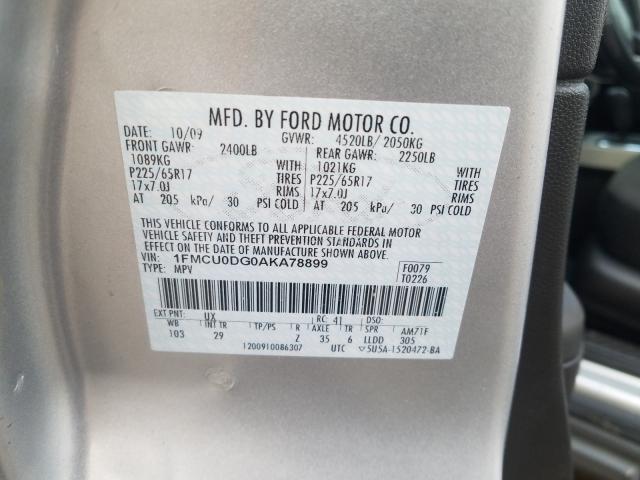 MFD. BY FORD MOTOR CO.
DATE: 10/09 GVWR: 4520LB/ 2050KG
FRONT GAWR: 2400LB REAR GAWR: 2250LB
1089KG WITH 1021KG WITH
P225/65R17 TIRES P225/65R17 TIRES
17x7.0J RIMS 17x7.0J RIMS
AT 205 kPa/ 30 PSI COLD AT 205 kPa/ 30 PSI COLD
THIS VEHICLE CONFORMS TO ALL APPLICABLE FEDERAL MOTOR
VEHICLE SAFETY AND THEFT PREVENTION STANDARDS IN
EFFECT ON THE DATE OF MANUFACTURE SHOWN ABOVE.
VIN: 1FMCU0DG0AKA78899 F0079
TYPE: MPV T0226
EXT PNT: UX RC: 41 DSO:
WB INT TR TP/PS R AXLE TR SPR AM71F
103 29 Z 35 6 LLDD 305
1200910086307 UTC ▽5U5A-1520472-BA